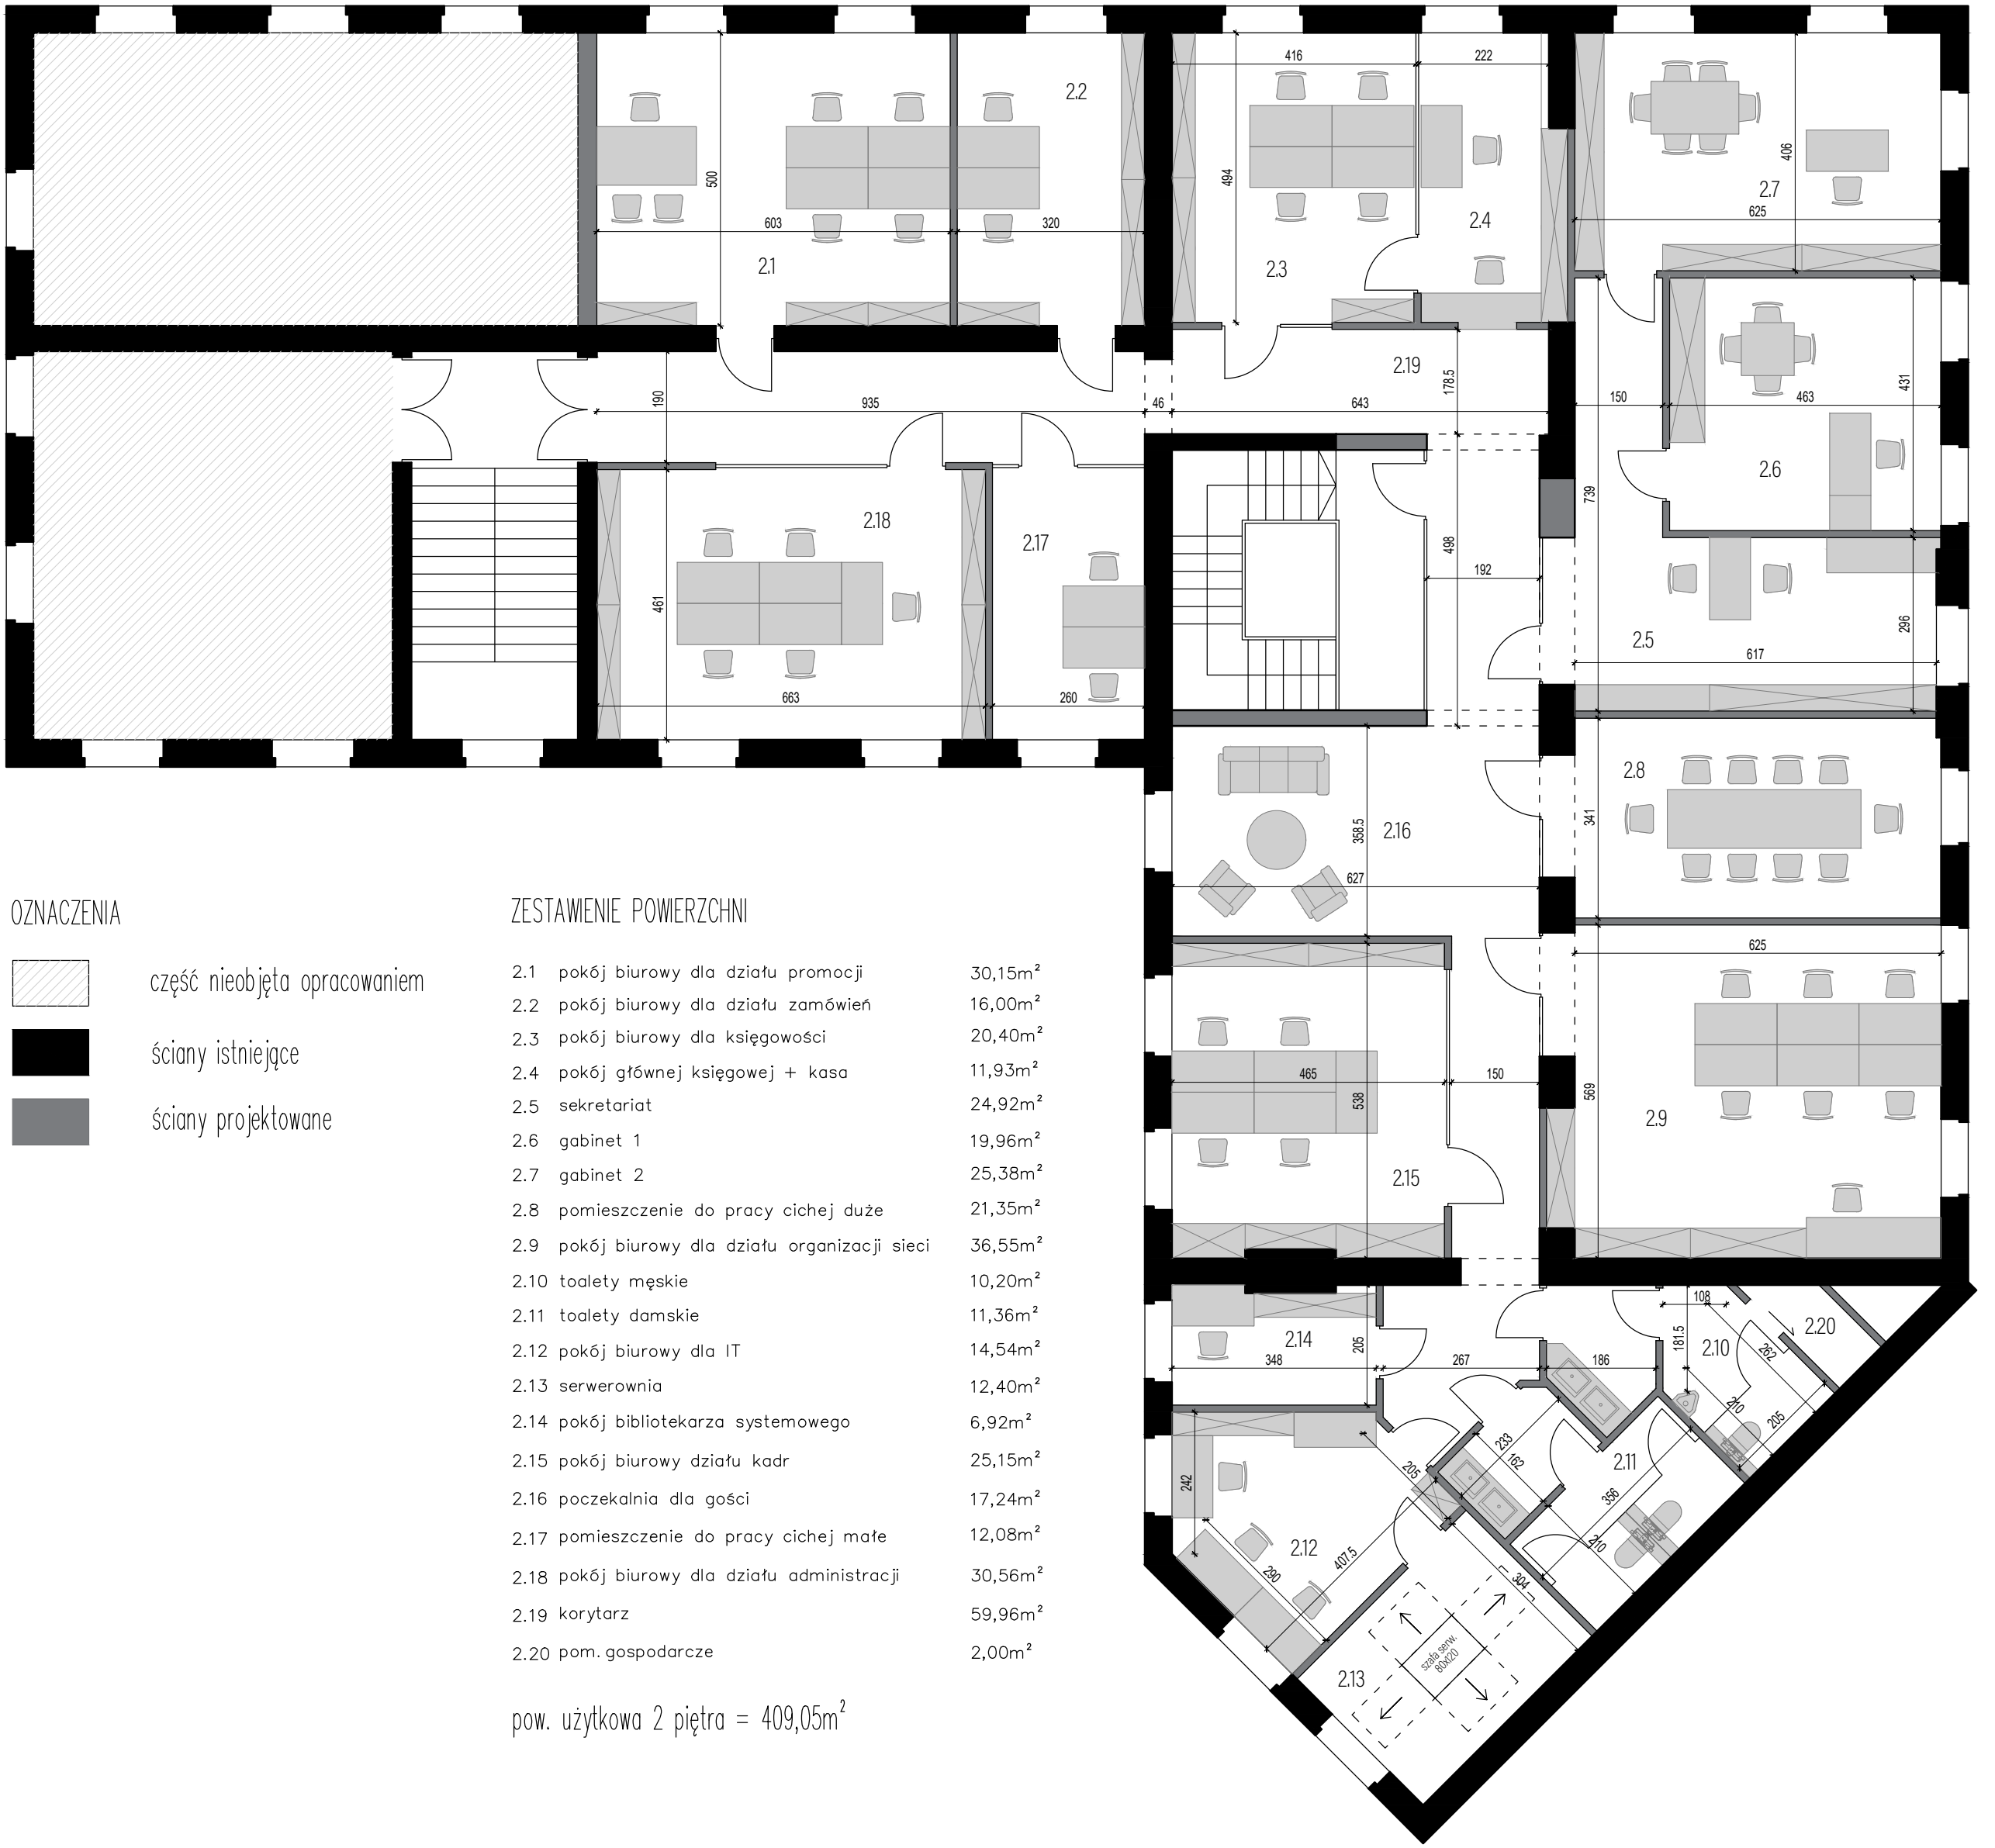 416
222
2.2
2.7
406
625
500
494
603
320
2.1
2.3
2.4
2.19
178.5
190
935
46
643
150
463
431
2.6
739
2.18
2.17
498
192
461
663
260
2.5
296
617
2.8
341
2.16
358.5
627
625
465
150
538
569
2.9
2.15
2.14
205
348
267
186
108
181.5
2.10
2.20
262
210
205
233
162
2.11
356
210
205
242
2.12
290
407.5
304
2.13
szafa serw.
80x120
OZNACZENIA
część nieobjęta opracowaniem
ściany istniejące
ściany projektowane
ZESTAWIENIE POWIERZCHNI
2.1 pokój biurowy dla działu promocji 30,15m²
2.2 pokój biurowy dla działu zamówień 16,00m²
2.3 pokój biurowy dla księgowości 20,40m²
2.4 pokój głównej księgowej + kasa 11,93m²
2.5 sekretariat 24,92m²
2.6 gabinet 1 19,96m²
2.7 gabinet 2 25,38m²
2.8 pomieszczenie do pracy cichej duże 21,35m²
2.9 pokój biurowy dla działu organizacji sieci 36,55m²
2.10 toalety męskie 10,20m²
2.11 toalety damskie 11,36m²
2.12 pokój biurowy dla IT 14,54m²
2.13 serwerownia 12,40m²
2.14 pokój bibliotekarza systemowego 6,92m²
2.15 pokój biurowy działu kadr 25,15m²
2.16 poczekalnia dla gości 17,24m²
2.17 pomieszczenie do pracy cichej małe 12,08m²
2.18 pokój biurowy dla działu administracji 30,56m²
2.19 korytarz 59,96m²
2.20 pom. gospodarcze 2,00m²
pow. użytkowa 2 piętra = 409,05m²